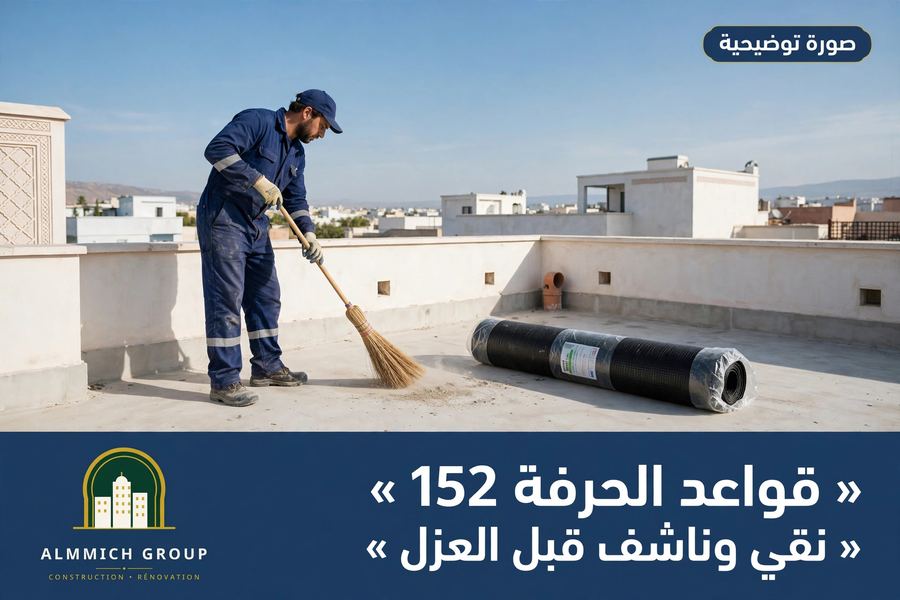 صورة توضيحية
« قواعد الحرفة 152 »
« نقي وناشف قبل العزل »
ALMMICH GROUP
CONSTRUCTION • RÉNOVATION